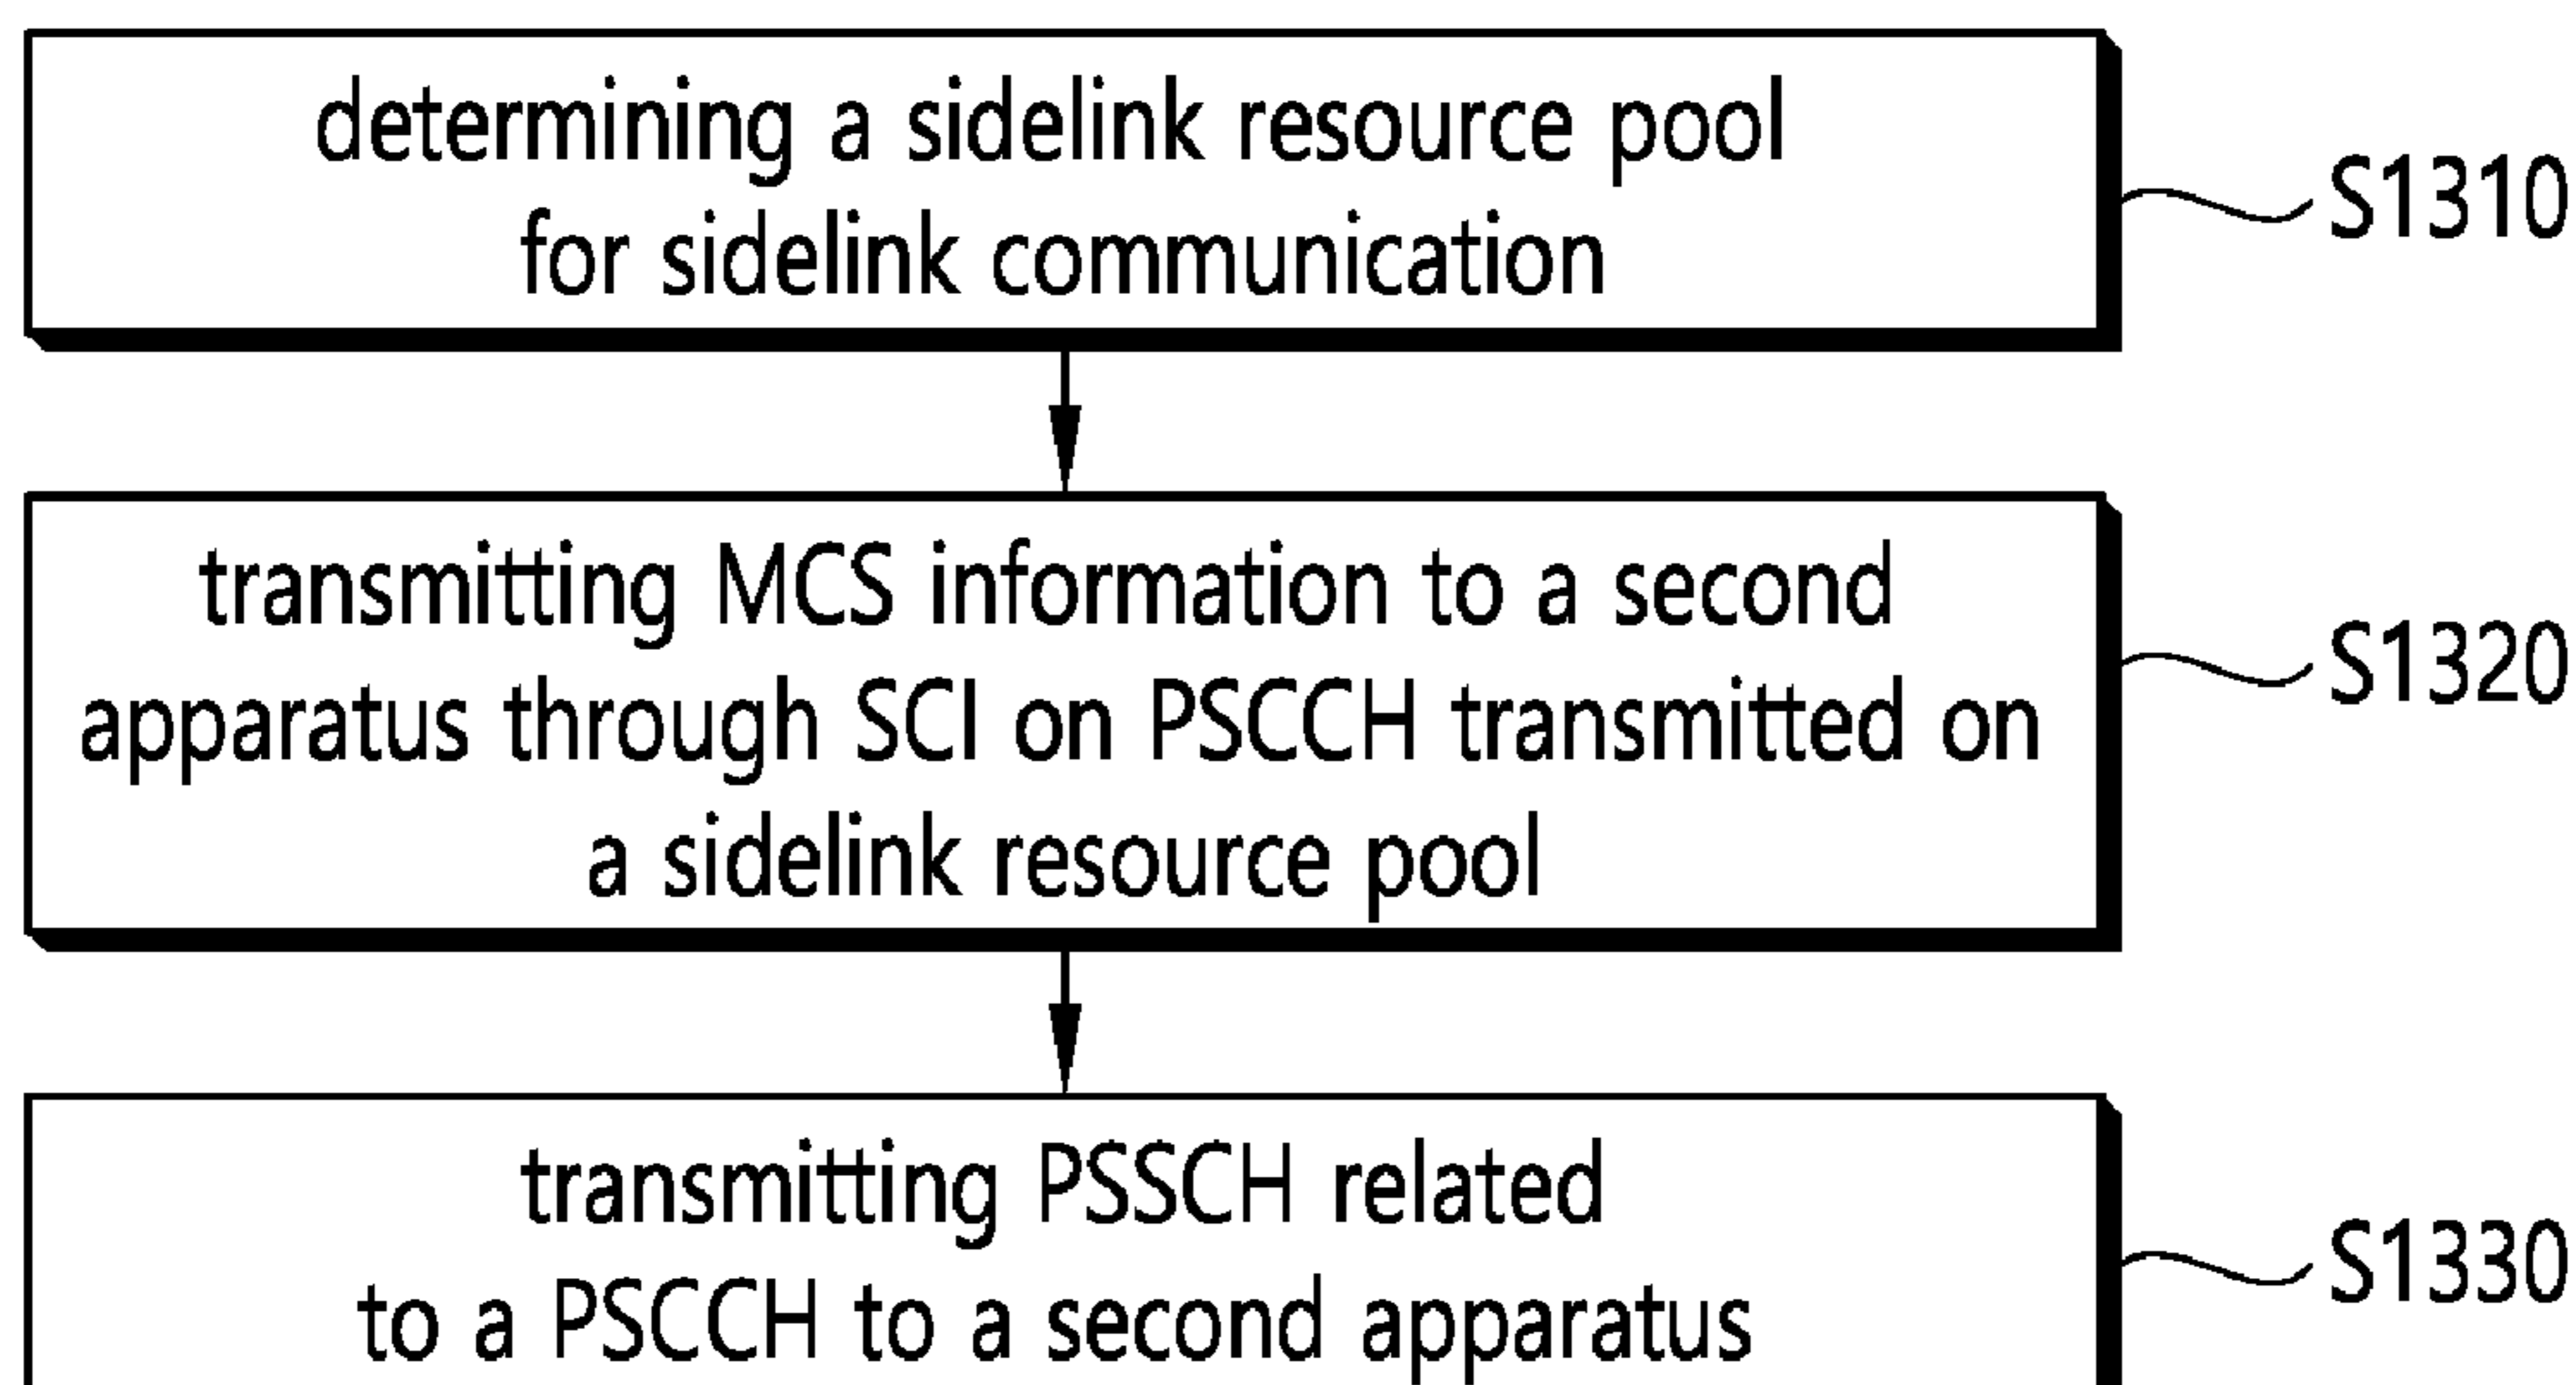 determining a sidelink resource pool
for sidelink communication
S1310
transmitting MCS information to a second
apparatus through SCI on PSCCH transmitted on
a sidelink resource pool
S1320
transmitting PSSCH related
to a PSCCH to a second apparatus
S1330